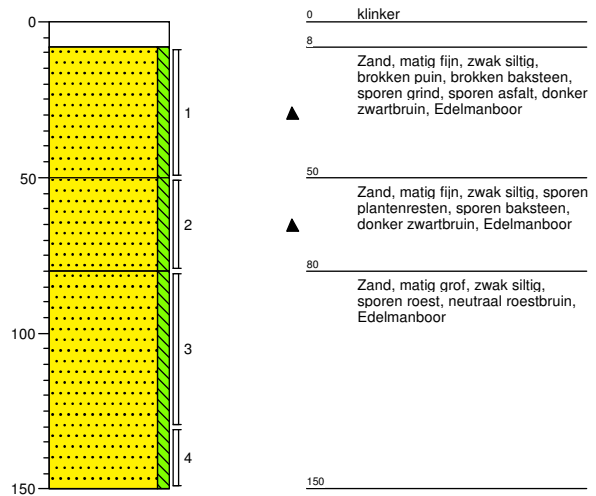 0
50
100
150
1
2
3
4
0 klinker
8
Zand, matig fijn, zwak siltig,
brokken puin, brokken baksteen,
sporen grind, sporen asfalt, donker
zwartbruin, Edelmanboor
50
Zand, matig fijn, zwak siltig, sporen
plantenresten, sporen baksteen,
donker zwartbruin, Edelmanboor
80
Zand, matig grof, zwak siltig,
sporen roest, neutraal roestbruin,
Edelmanboor
150